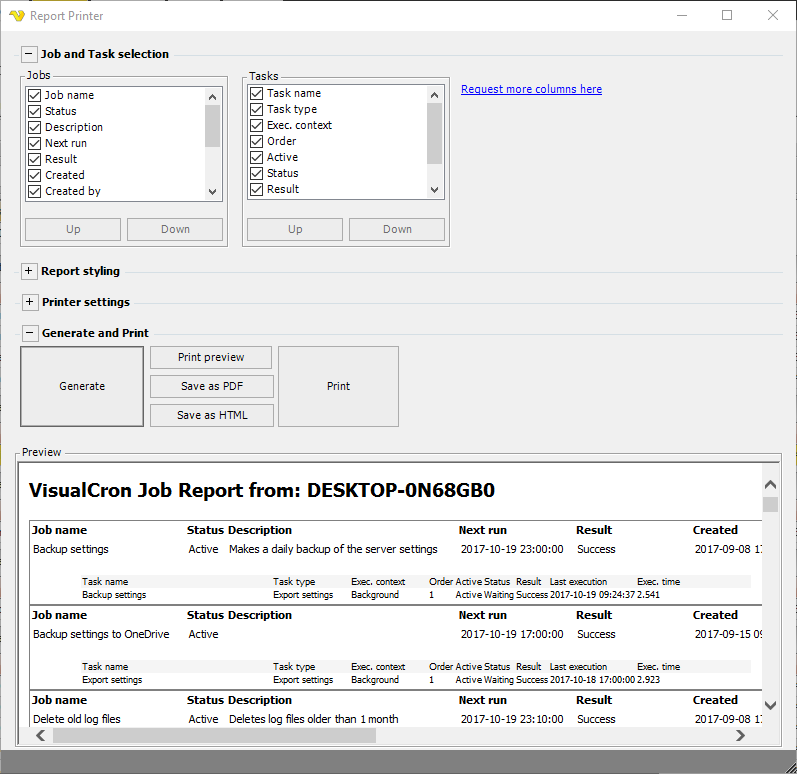 Report Printer
Job and Task selection
Jobs
Job name
Status
Description
Next run
Result
Created
Created by
Up Down
Tasks
Task name
Task type
Exec. context
Order
Active
Status
Result
Up Down
Request more columns here
Report styling
Printer settings
Generate and Print
Generate
Print preview
Save as PDF
Save as HTML
Print
Preview
VisualCron Job Report from: DESKTOP-0N68GB0
Job name Status Description Next run Result Created
Backup settings Active Makes a daily backup of the server settings 2017-10-19 23:00:00 Success 2017-09-08 1
Task name Task type Exec. context Order Active Status Result Last execution Exec. time
Backup settings Export settings Background 1 Active Waiting Success 2017-10-19 09:24:37 2.541
Job name Status Description Next run Result Created
Backup settings to OneDrive Active 2017-10-19 17:00:00 Success 2017-09-15 09
Task name Task type Exec. context Order Active Status Result Last execution Exec. time
Export settings Export settings Background 1 Active Waiting Success 2017-10-18 17:00:00 2.923
Job name Status Description Next run Result Created
Delete old log files Active Deletes log files older than 1 month 2017-10-19 23:10:00 Success 2017-09-08 1